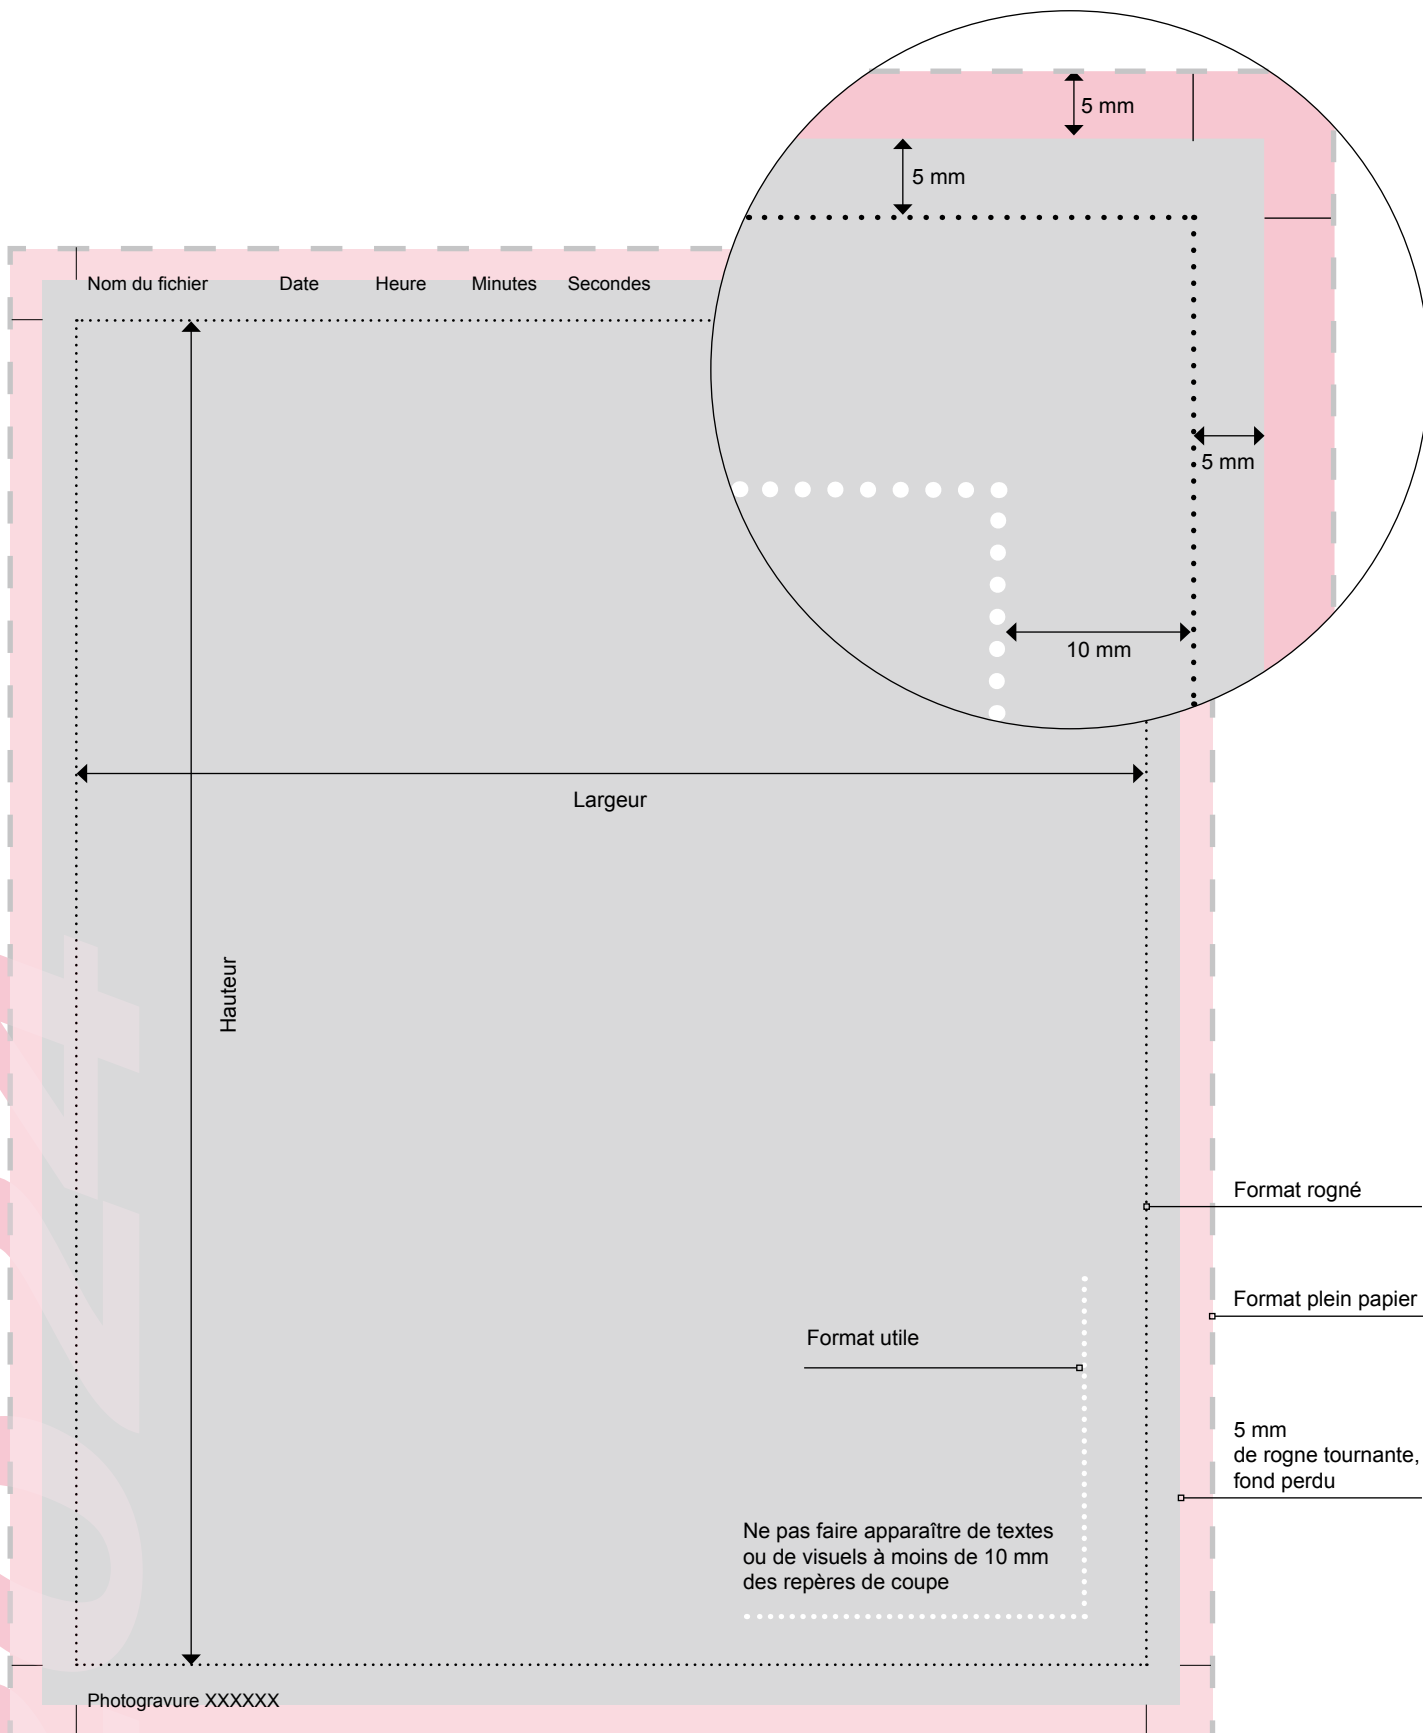 5 mm
5 mm
Nom du fichier Date Heure Minutes Secondes
5 mm
10 mm
Largeur
Hauteur
Format rogné
Format plein papier
Format utile
5 mm
de rogne tournante,
fond perdu
Ne pas faire apparaître de textes
ou de visuels à moins de 10 mm
des repères de coupe
Photogravure XXXXXX